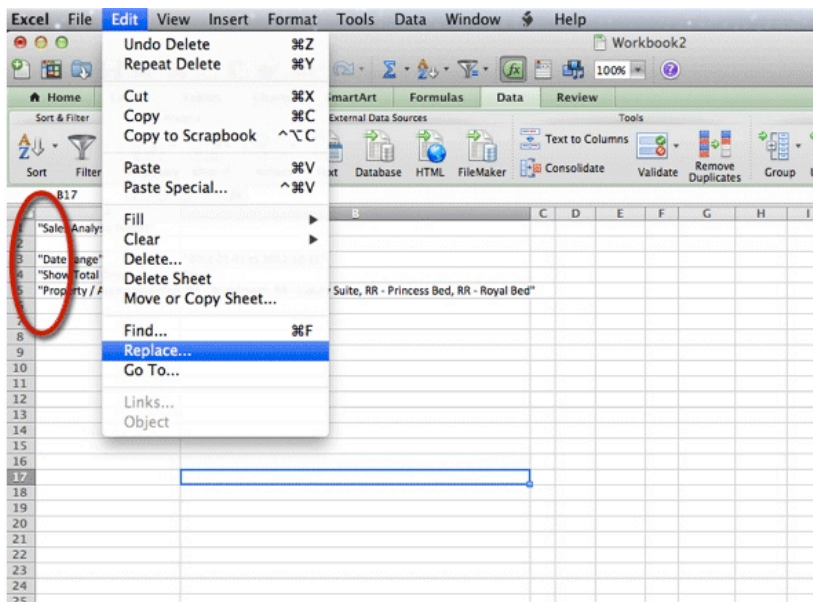 Excel File Edit View Insert Format Tools Data Window Help
Undo Delete ⌘Z
Repeat Delete ⌘Y
Cut ⌘X
Copy ⌘C
Copy to Scrapbook ^⌥C
Paste ⌘V
Paste Special... ^⌘V
Fill
Clear
Delete...
Delete Sheet
Move or Copy Sheet...
Find... ⌘F
Replace...
Go To...
Links...
Object
Workbook2
100%
fx
Home SmartArt Formulas Data Review
Sort & Filter External Data Sources Tools
Sort Filter Database HTML FileMaker Text to Columns Consolidate Validate Remove Duplicates Group
B17
B C D E F G H I
1 "Sales Analys
2
3 "Date range"
4 "Show Total
5 "Property / Suite, RR - Princess Bed, RR - Royal Bed"
7
8
9
10
11
12
13
14
15
16
17
18
19
20
21
22
23
24
25